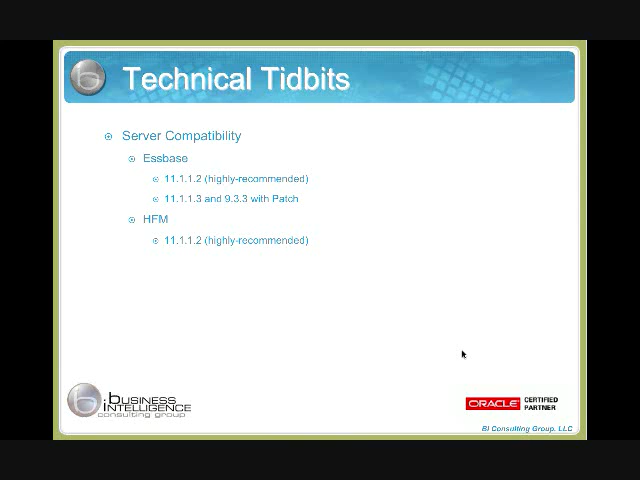 Technical Tidbits
Server Compatibility
Essbase
11.1.1.2 (highly-recommended)
11.1.1.3 and 9.3.3 with Patch
HFM
11.1.1.2 (highly-recommended)
b
BUSINESS
INTELLIGENCE
consulting group
ORACLE
CERTIFIED
PARTNER
BI Consulting Group, LLC